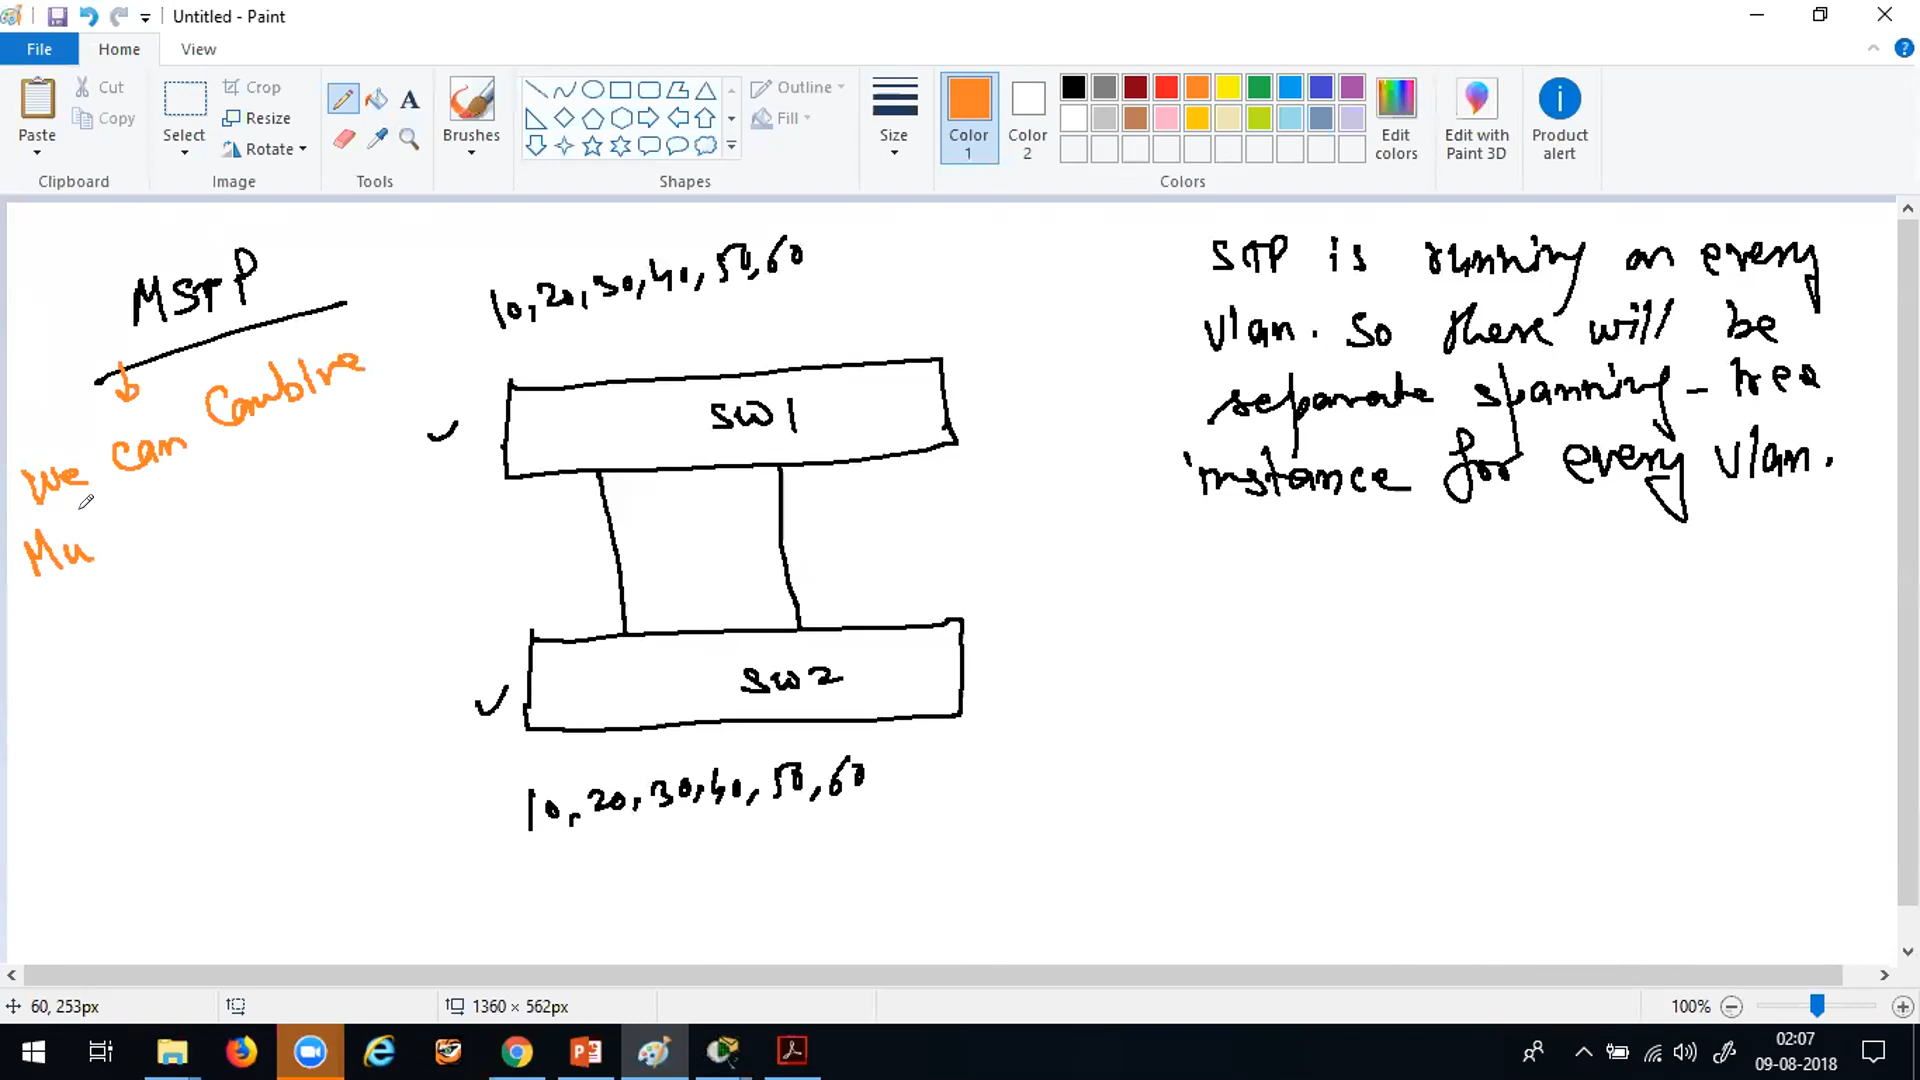 Untitled - Paint
File Home View
Cut
Copy
Paste
Clipboard
Select
Crop
Resize
Rotate
Image
Tools
Brushes
Shapes
Outline
Fill
Size
Color 1
Color 2
Edit colors
Colors
Edit with Paint 3D
Product alert
MSTP
We can Combine
Mu
10, 20, 30, 40, 50, 60
SW1
SW2
10, 20, 30, 40, 50, 60
STP is running on every
vlan. So there will be
separate spanning-tree
instance for every vlan.
60, 253px
1360 × 562px
100%
02:07
09-08-2018